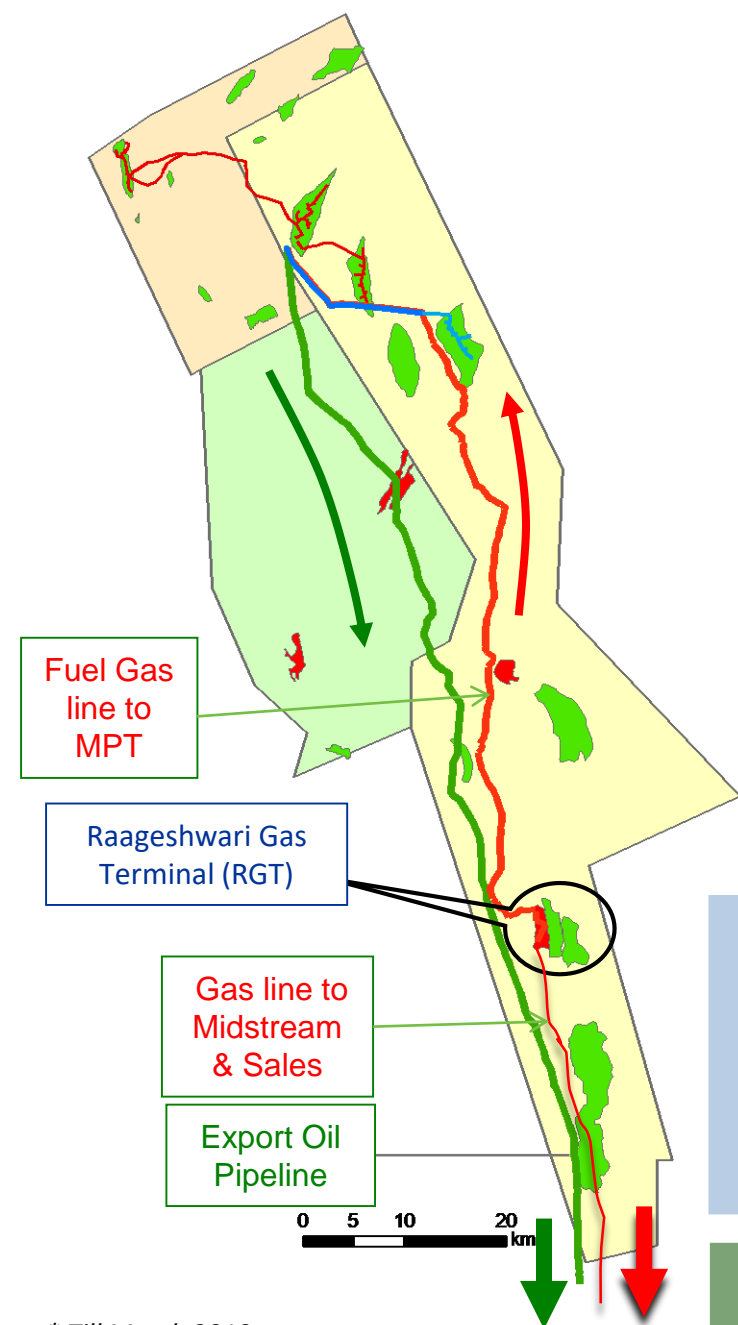 Fuel Gas
line to
MPT
Raageshwari Gas
Terminal (RGT)
Gas line to
Midstream
& Sales
Export Oil
Pipeline
0 5 10 20
km